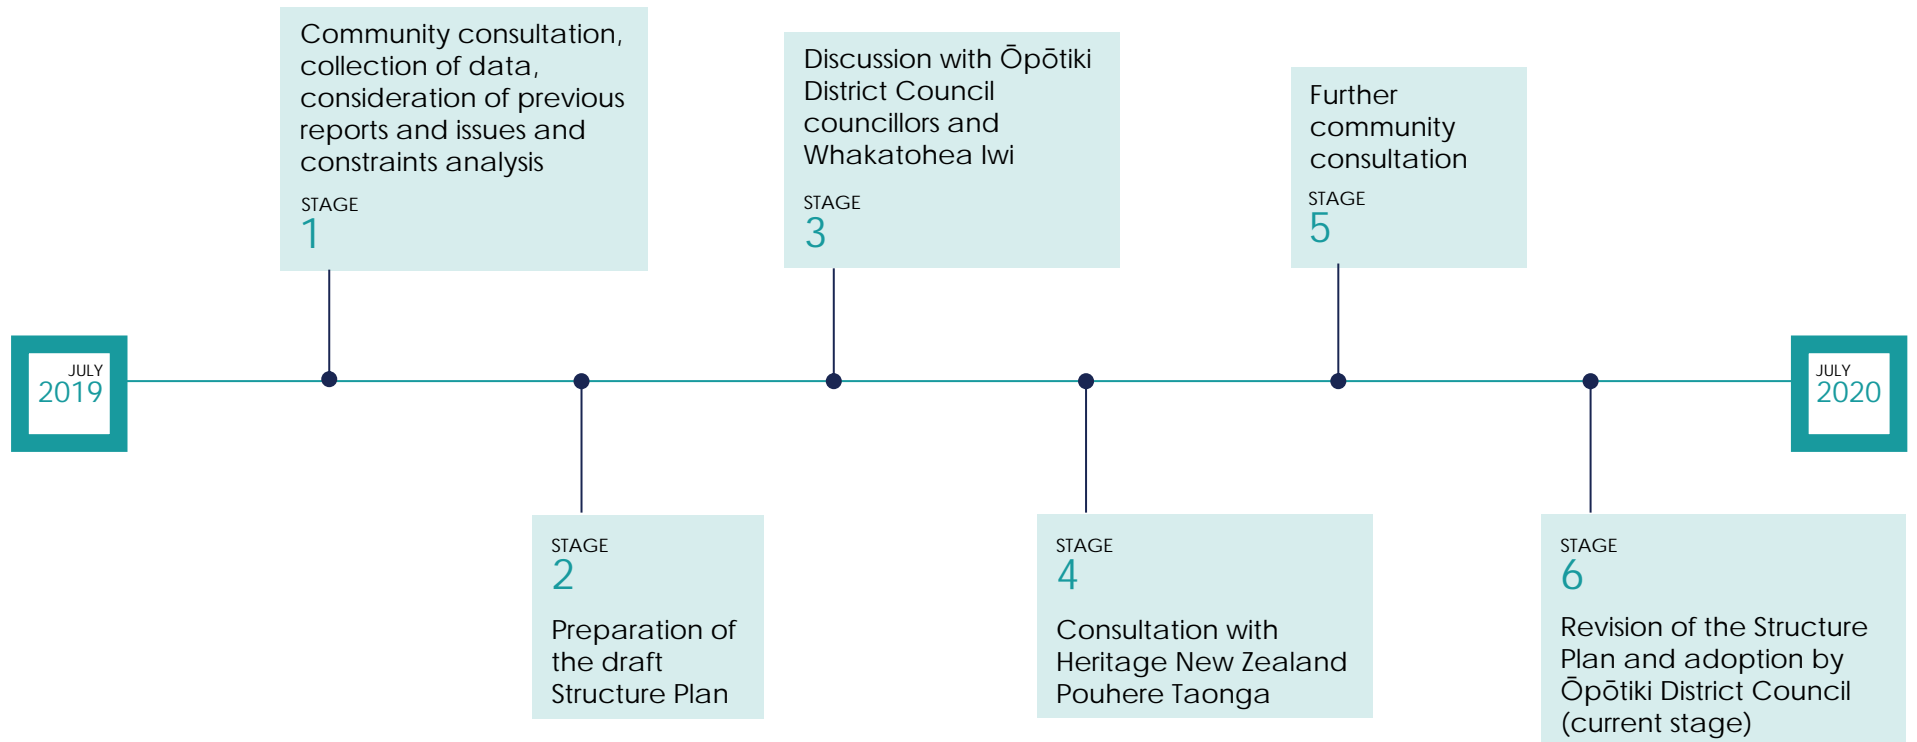 JULY
2019
Community consultation,
collection of data,
consideration of previous
reports and issues and
constraints analysis
STAGE
1
STAGE
2
Preparation of
the draft
Structure Plan
Discussion with Ōpōtiki
District Council
councillors and
Whakatohea Iwi
STAGE
3
STAGE
4
Consultation with
Heritage New Zealand
Pouhere Taonga
Further
community
consultation
STAGE
5
STAGE
6
Revision of the Structure
Plan and adoption by
Ōpōtiki District Council
(current stage)
JULY
2020